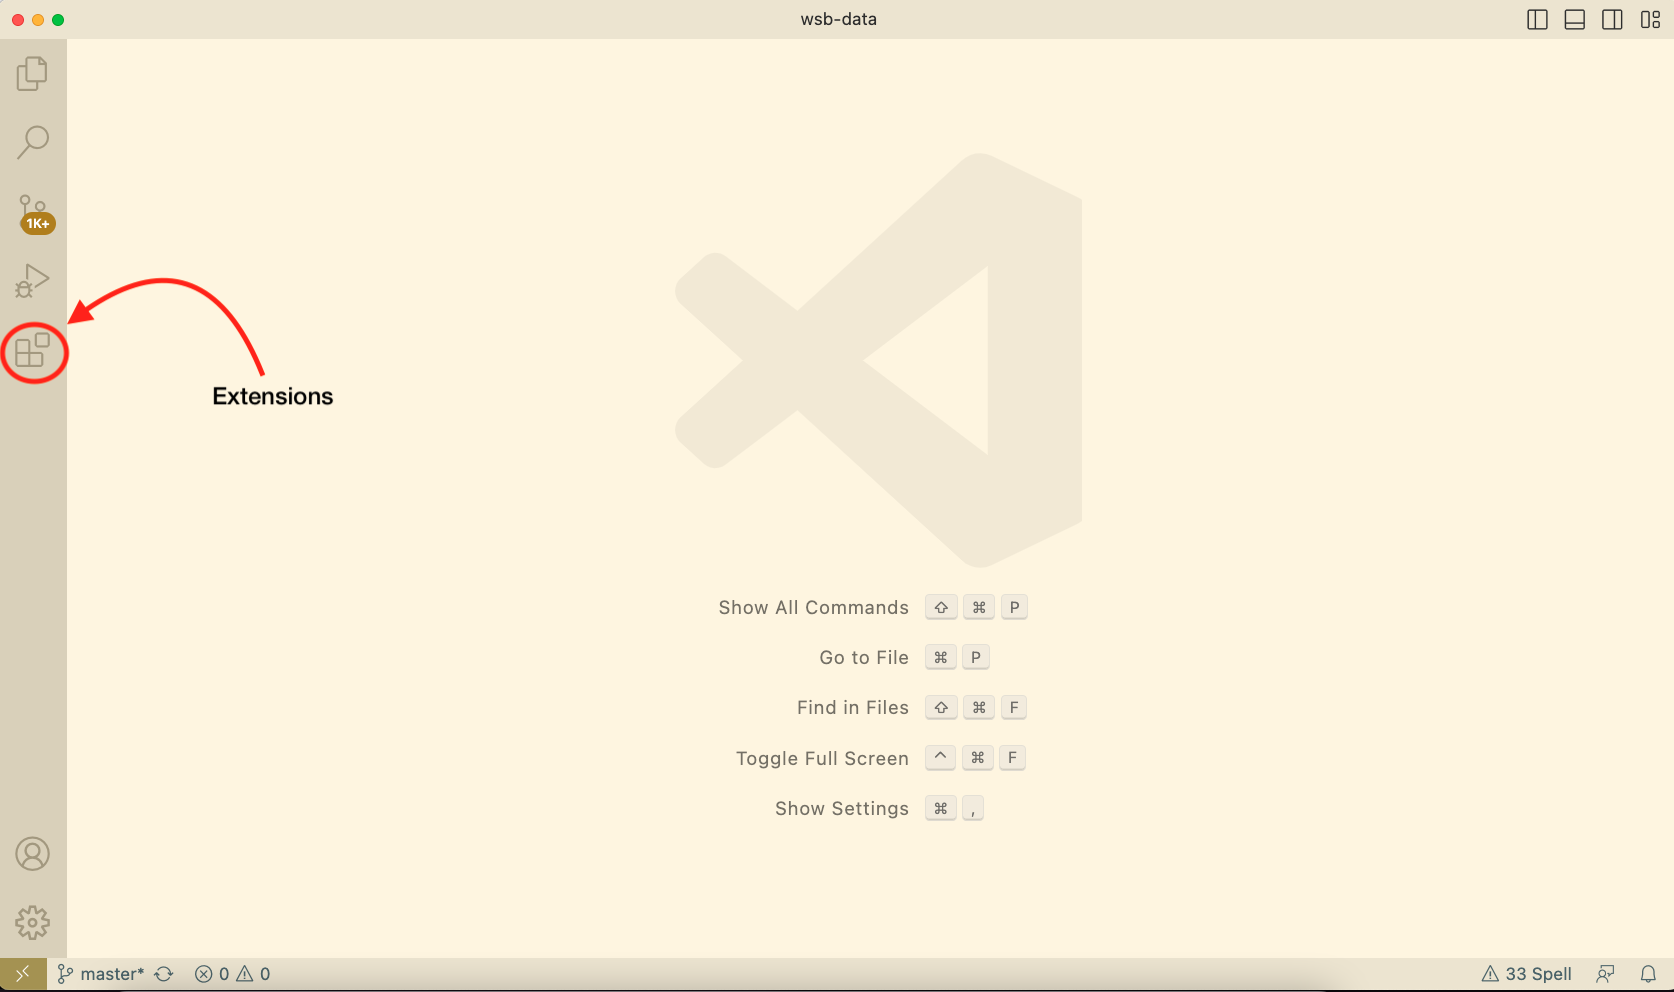 wsb-data
1K+
Extensions
Show All Commands ⇧ ⌘ P
Go to File ⌘ P
Find in Files ⇧ ⌘ F
Toggle Full Screen ^ ⌘ F
Show Settings ⌘ ,
master* 0 0 33 Spell